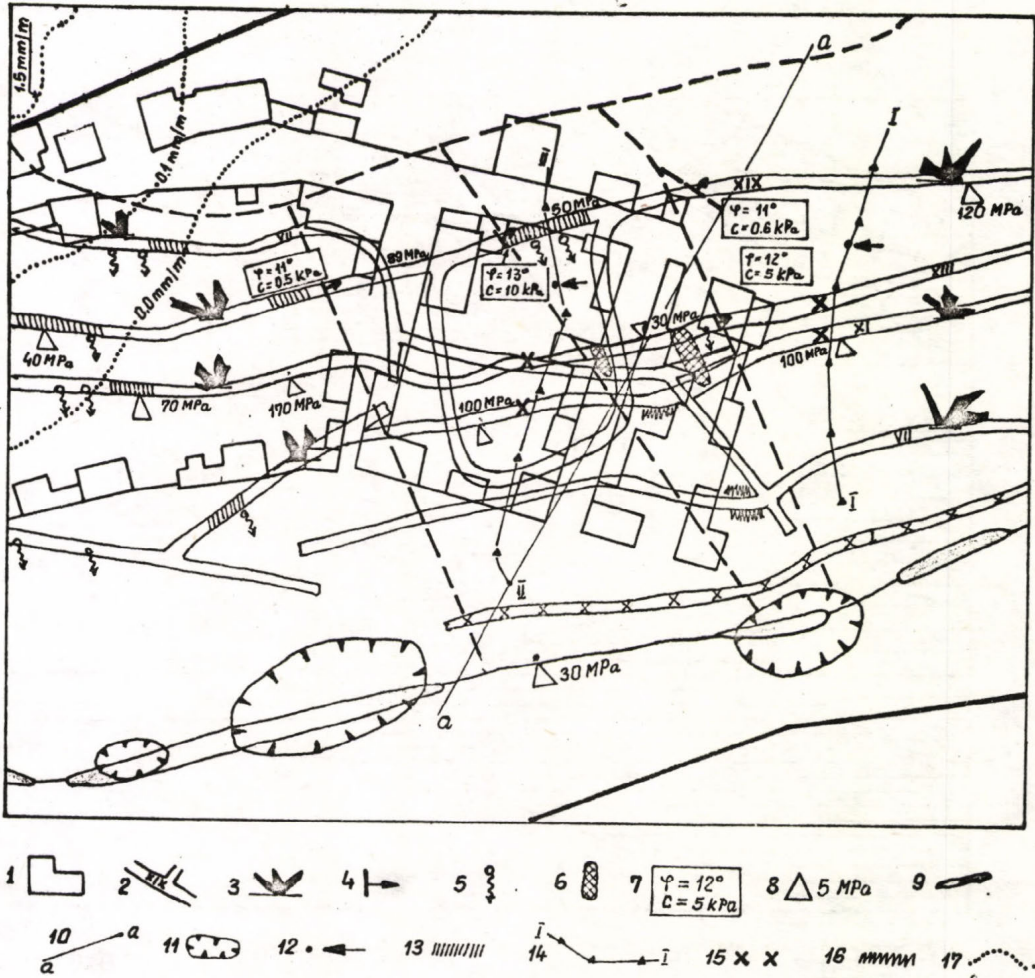 1.5 mm/m
0.1 mm/m
0.0 mm/m
a
I
III
XIX
50 MPa
φ = 11°
c = 0.6 kPa
120 MPa
VII
89 MPa
φ = 11°
c = 0.5 kPa
φ = 13°
c = 10 kPa
φ = 12°
c = 5 kPa
XIII
30 MPa
X
X
XI
40 MPa
100 MPa
70 MPa
170 MPa
100 MPa
X
X
VII
I
II
30 MPa
a
1
2
XIX
3
4
5
6
7
φ = 12°
c = 5 kPa
8
5 MPa
9
10
a
a
11
12
13
14
I
I
15
X X
16
17